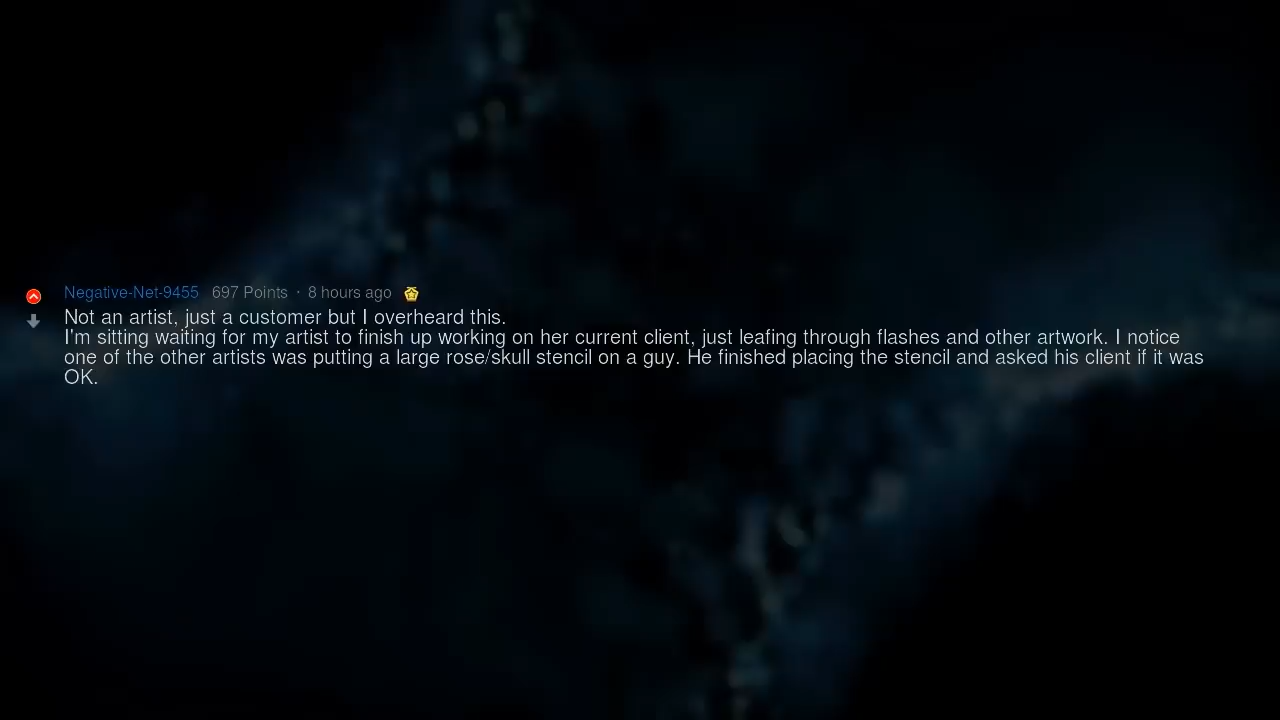 Negative-Net-9455 697 Points · 8 hours ago
Not an artist, just a customer but I overheard this.
I'm sitting waiting for my artist to finish up working on her current client, just leafing through flashes and other artwork. I notice
one of the other artists was putting a large rose/skull stencil on a guy. He finished placing the stencil and asked his client if it was
OK.